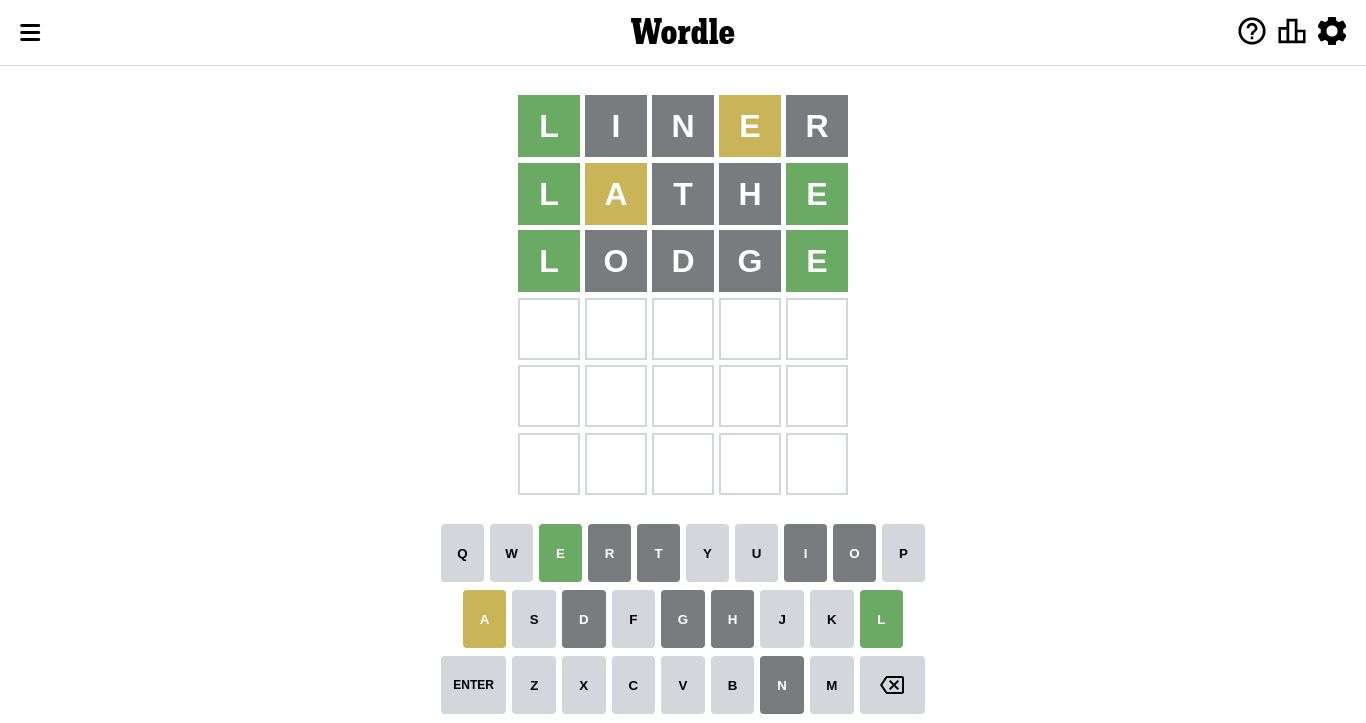 Wordle
L I N E R
L A T H E
L O D G E
Q W E R T Y U I O P
A S D F G H J K L
ENTER Z X C V B N M